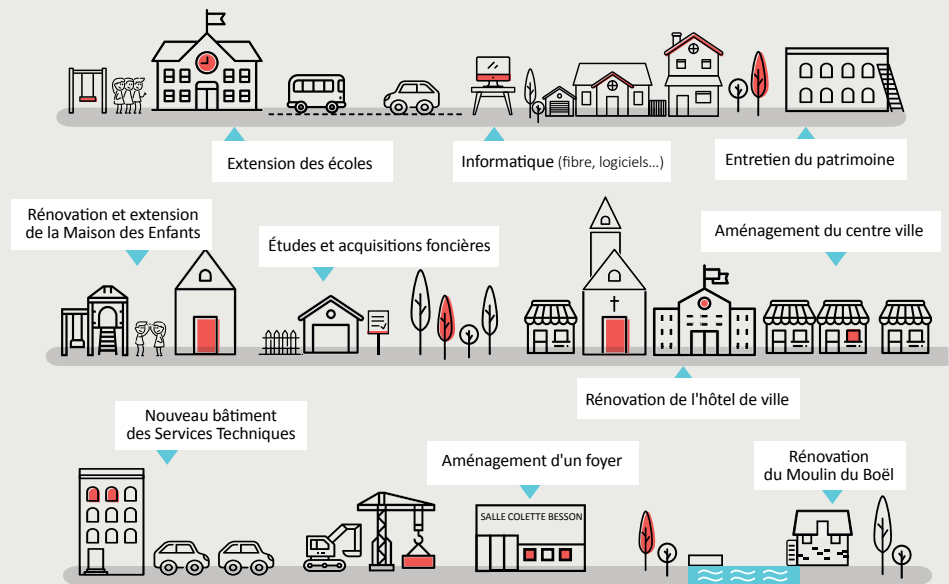 Extension des écoles
Informatique (fibre, logiciels...)
Entretien du patrimoine
Rénovation et extension
de la Maison des Enfants
Études et acquisitions foncières
Aménagement du centre ville
Rénovation de l'hôtel de ville
Nouveau bâtiment
des Services Techniques
Aménagement d'un foyer
Rénovation
du Moulin du Boël
SALLE COLETTE BESSON